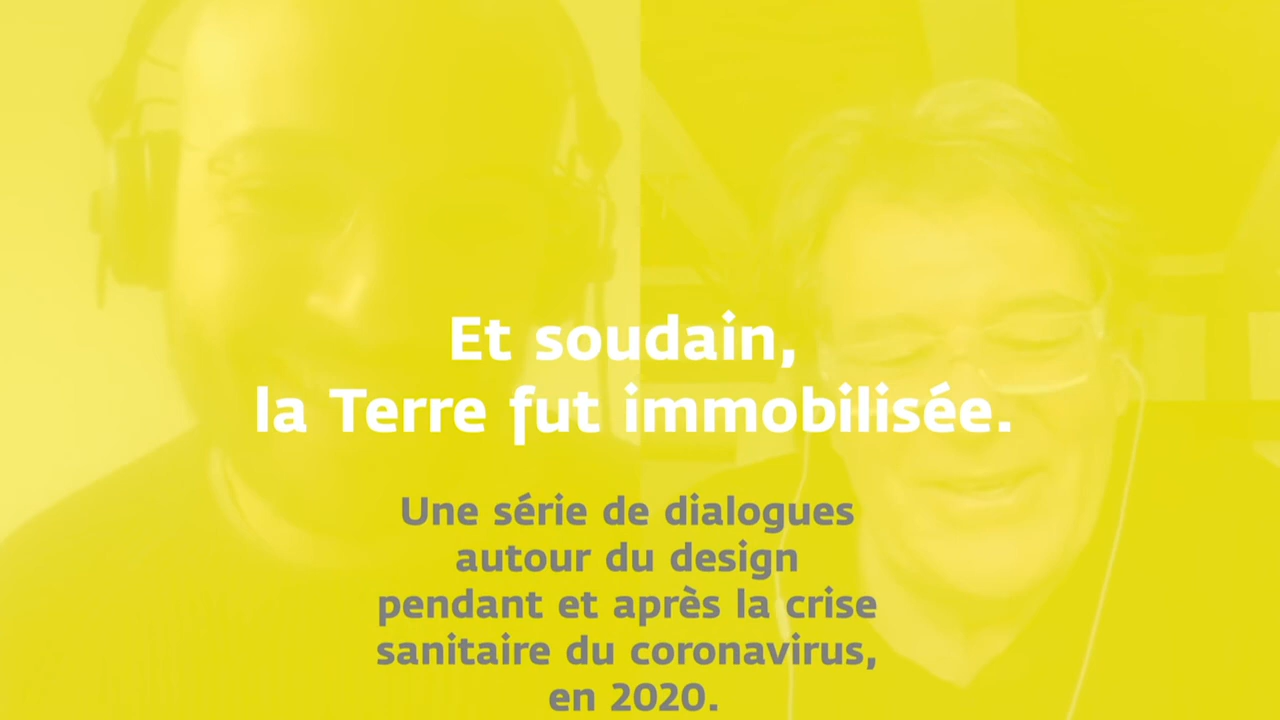 Et soudain,
la Terre fut immobilisée.
Une série de dialogues
autour du design
pendant et après la crise
sanitaire du coronavirus,
en 2020.